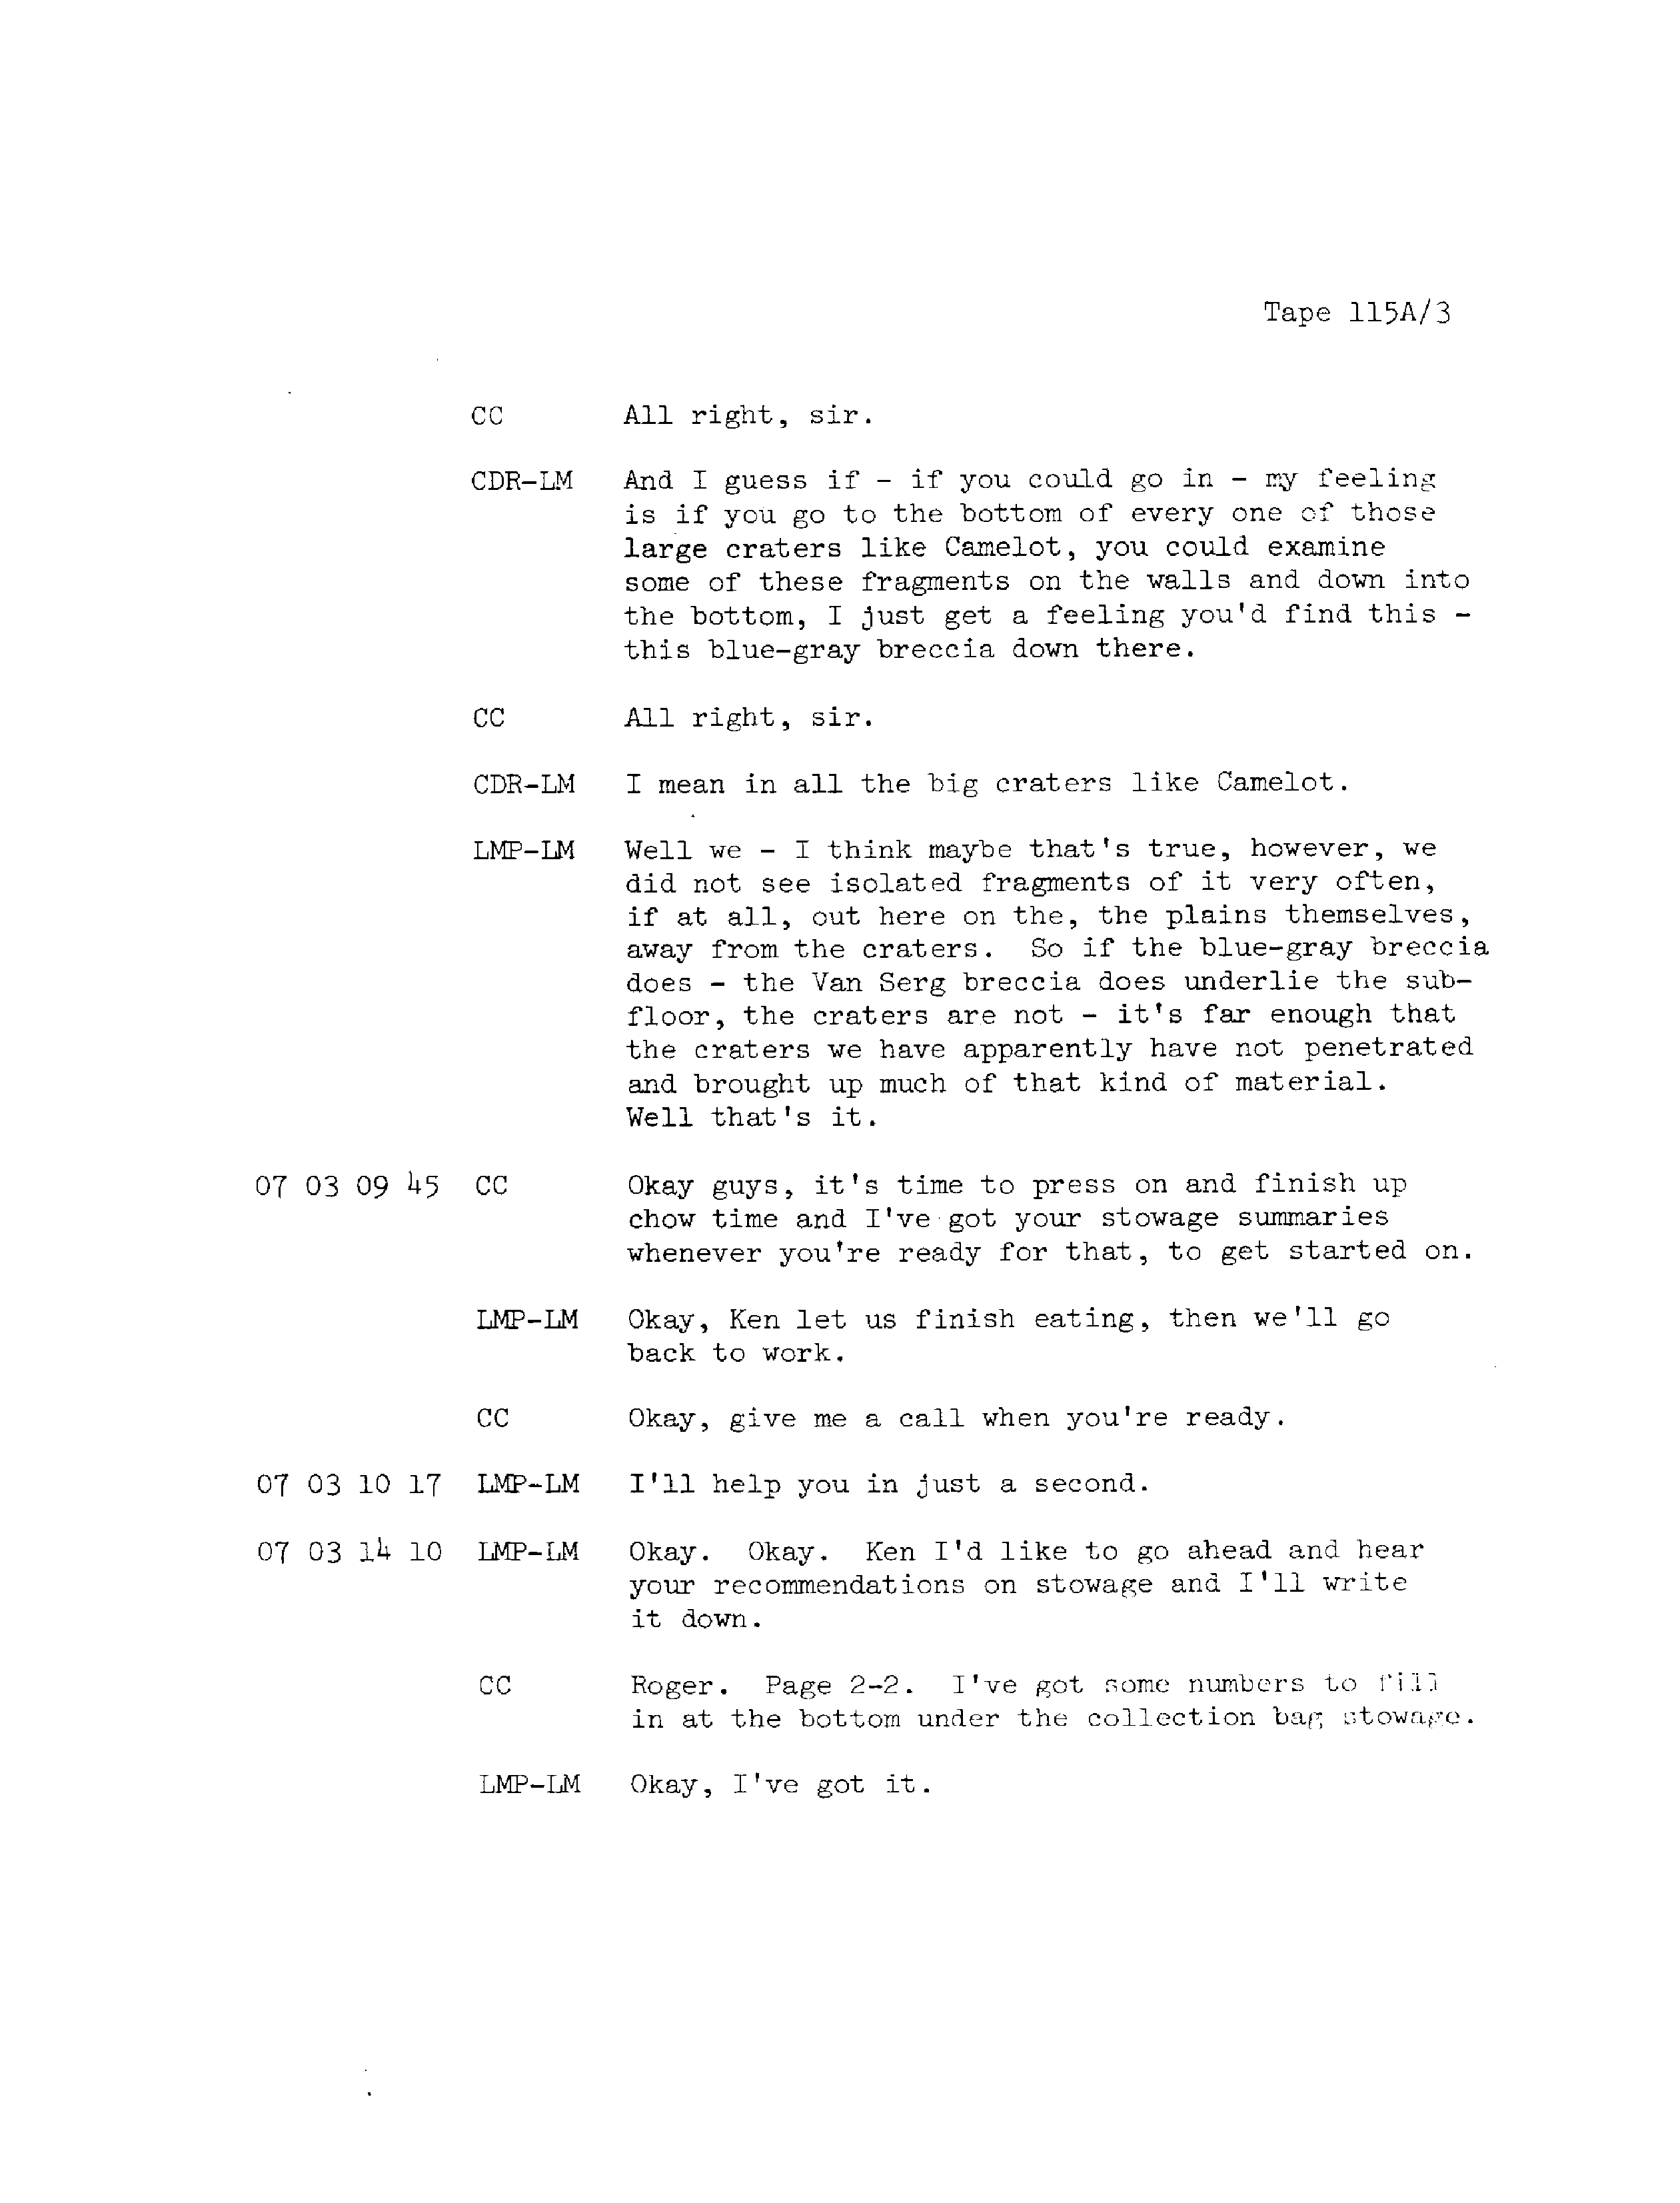 Tape 115A/3
CC All right, sir.
CDR-LM And I guess if - if you could go in - my feeling
is if you go to the bottom of every one of those
large craters like Camelot, you could examine
some of these fragments on the walls and down into
the bottom, I just get a feeling you'd find this -
this blue-gray breccia down there.
CC All right, sir.
CDR-LM I mean in all the big craters like Camelot.
LMP-LM Well we - I think maybe that's true, however, we
did not see isolated fragments of it very often,
if at all, out here on the, the plains themselves,
away from the craters. So if the blue-gray breccia
does - the Van Serg breccia does underlie the sub-
floor, the craters are not - it's far enough that
the craters we have apparently have not penetrated
and brought up much of that kind of material.
Well that's it.
07 03 09 45 CC Okay guys, it's time to press on and finish up
chow time and I've got your stowage summaries
whenever you're ready for that, to get started on.
LMP-LM Okay, Ken let us finish eating, then we'll go
back to work.
CC Okay, give me a call when you're ready.
07 03 10 17 LMP-LM I'll help you in just a second.
07 03 14 10 LMP-LM Okay. Okay. Ken I'd like to go ahead and hear
your recommendations on stowage and I'll write
it down.
CC Roger. Page 2-2. I've got some numbers to fill
in at the bottom under the collection bag stowage.
LMP-LM Okay, I've got it.